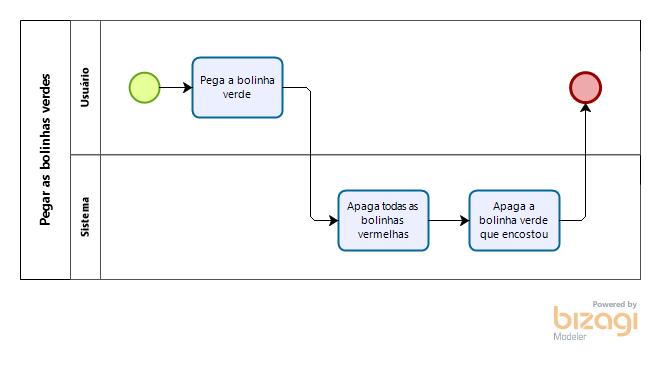 Pegar as bolinhas verdes
Usuário
Pega a bolinha
verde
Sistema
Apaga todas as
bolinhas
vermelhas
Apaga a
bolinha verde
que encostou
Powered by
bizagi
Modeler